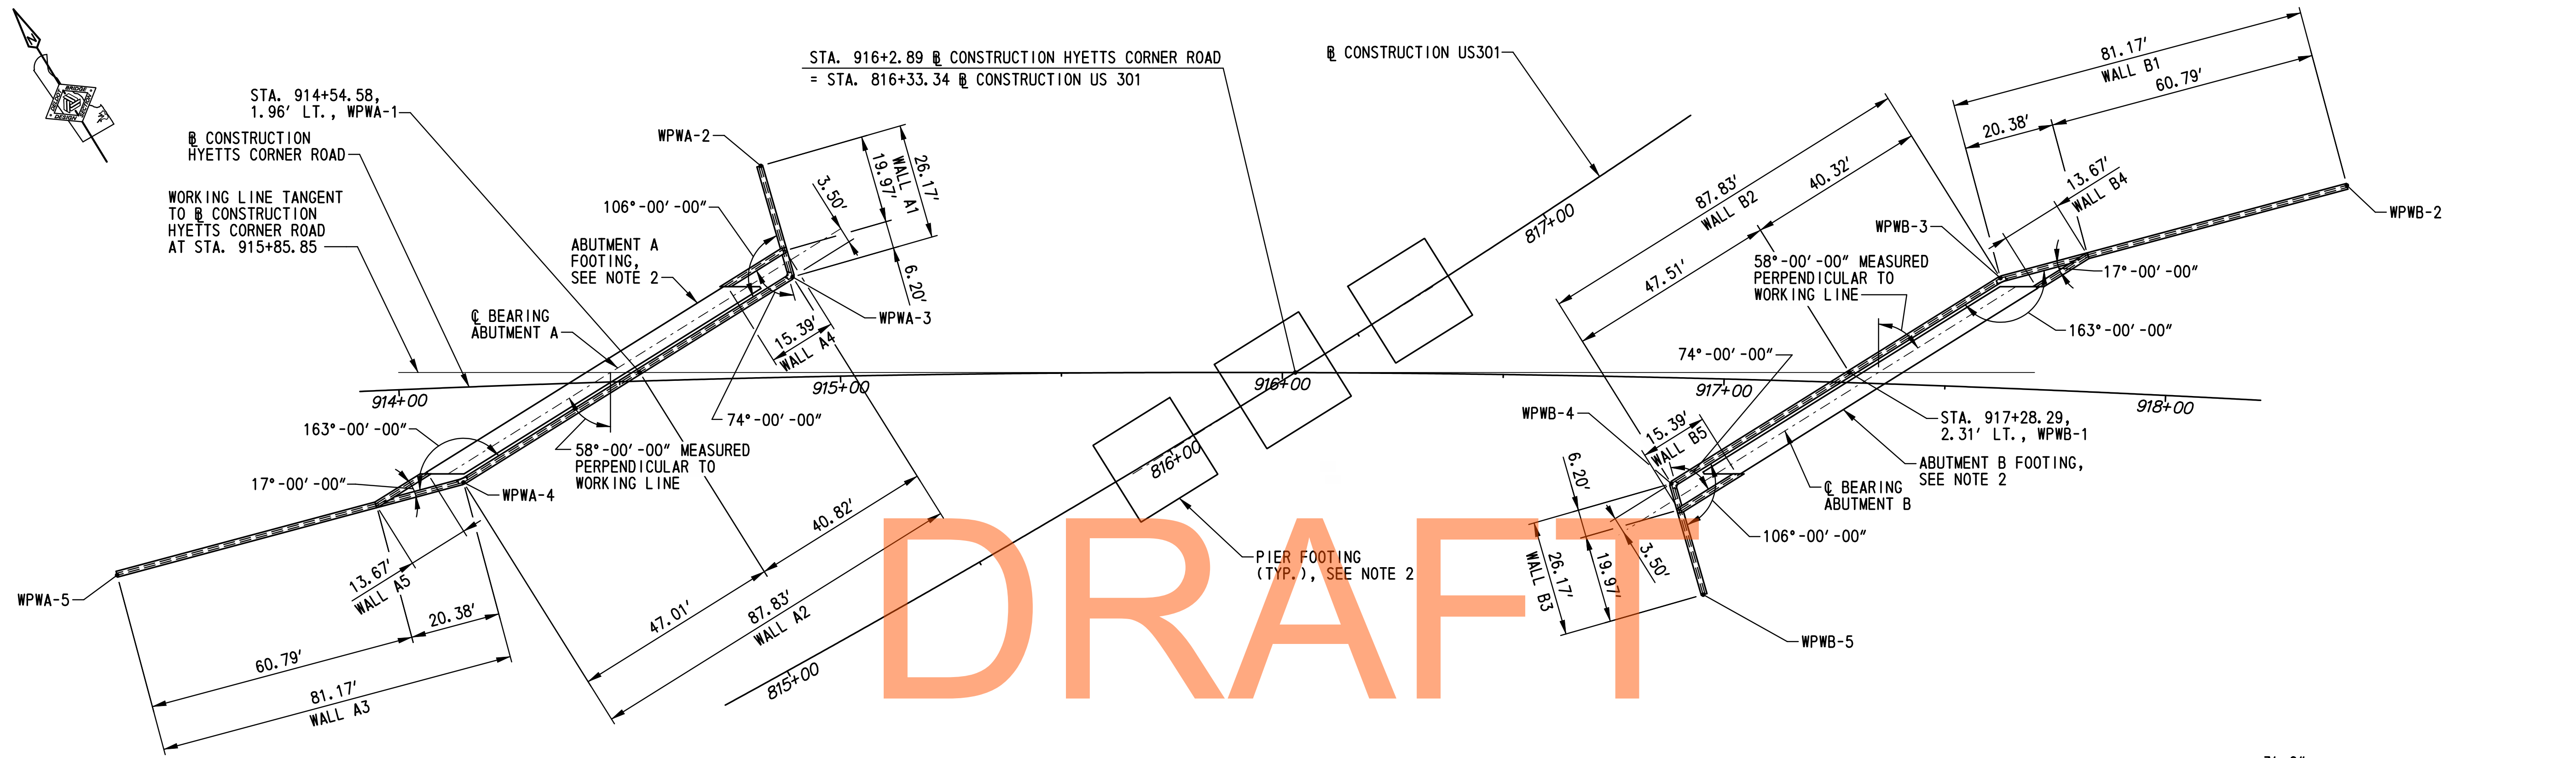 STA. 916+2.89 ℄ CONSTRUCTION HYETTS CORNER ROAD
= STA. 816+33.34 ℄ CONSTRUCTION US 301
℄ CONSTRUCTION US301
STA. 914+54.58,
1.96' LT., WPWA-1
℄ CONSTRUCTION
HYETTS CORNER ROAD
WORKING LINE TANGENT
TO ℄ CONSTRUCTION
HYETTS CORNER ROAD
AT STA. 915+85.85
N
BRIDGE
DESIGN
WPWA-2
26.17'
WALL A1
19.97'
3.50'
6.20'
106°-00'-00"
ABUTMENT A
FOOTING,
SEE NOTE 2
℄ BEARING
ABUTMENT A
WPWA-3
15.39'
WALL A4
74°-00'-00"
914+00
915+00
916+00
917+00
918+00
163°-00'-00"
17°-00'-00"
58°-00'-00" MEASURED
PERPENDICULAR TO
WORKING LINE
WPWA-4
WPWA-5
13.67'
WALL A5
20.38'
60.79'
81.17'
WALL A3
40.82'
47.01'
87.83'
WALL A2
815+00
816+00
817+00
PIER FOOTING
(TYP.), SEE NOTE 2
81.17'
WALL B1
60.79'
20.38'
13.67'
WALL B4
WPWB-2
WPWB-3
87.83'
WALL B2
40.32'
47.51'
58°-00'-00" MEASURED
PERPENDICULAR TO
WORKING LINE
17°-00'-00"
163°-00'-00"
74°-00'-00"
WPWB-4
15.39'
WALL B5
STA. 917+28.29,
2.31' LT., WPWB-1
ABUTMENT B FOOTING,
SEE NOTE 2
℄ BEARING
ABUTMENT B
106°-00'-00"
6.20'
3.50'
19.97'
26.17'
WALL B3
WPWB-5
DRAFT